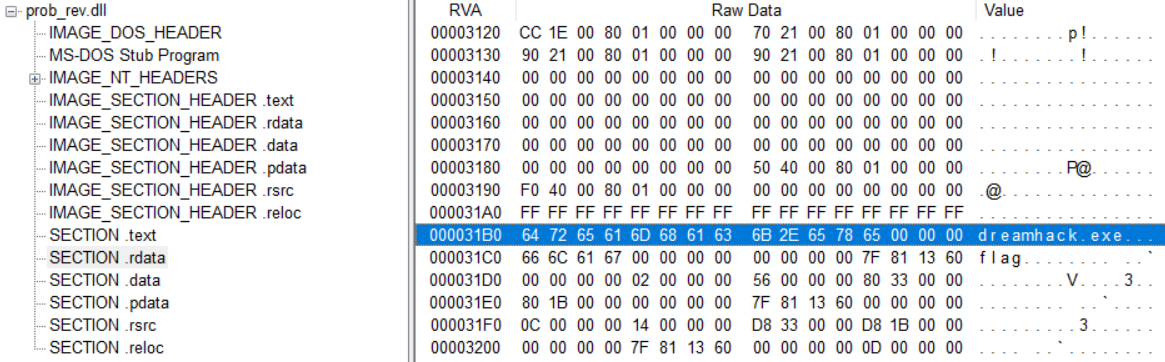 prob_rev.dll
IMAGE_DOS_HEADER
MS-DOS Stub Program
IMAGE_NT_HEADERS
IMAGE_SECTION_HEADER .text
IMAGE_SECTION_HEADER .rdata
IMAGE_SECTION_HEADER .data
IMAGE_SECTION_HEADER .pdata
IMAGE_SECTION_HEADER .rsrc
IMAGE_SECTION_HEADER .reloc
SECTION .text
SECTION .rdata
SECTION .data
SECTION .pdata
SECTION .rsrc
SECTION .reloc
RVA Raw Data Value
00003120 CC 1E 00 80 01 00 00 00 70 21 00 80 01 00 00 00 ........p!......
00003130 90 21 00 80 01 00 00 00 90 21 00 80 01 00 00 00 .!.......!......
00003140 00 00 00 00 00 00 00 00 00 00 00 00 00 00 00 00 ................
00003150 00 00 00 00 00 00 00 00 00 00 00 00 00 00 00 00 ................
00003160 00 00 00 00 00 00 00 00 00 00 00 00 00 00 00 00 ................
00003170 00 00 00 00 00 00 00 00 00 00 00 00 00 00 00 00 ................
00003180 00 00 00 00 00 00 00 00 50 40 00 80 01 00 00 00 ........P@......
00003190 F0 40 00 80 01 00 00 00 00 00 00 00 00 00 00 00 .@..............
000031A0 FF FF FF FF FF FF FF FF FF FF FF FF FF FF FF FF ................
000031B0 64 72 65 61 6D 68 61 63 6B 2E 65 78 65 00 00 00 dreamhack.exe...
000031C0 66 6C 61 67 00 00 00 00 00 00 00 00 7F 81 13 60 flag...........`
000031D0 00 00 00 00 02 00 00 00 56 00 00 00 80 33 00 00 ........V....3..
000031E0 80 1B 00 00 00 00 00 00 7F 81 13 60 00 00 00 00 ...........`....
000031F0 0C 00 00 00 14 00 00 00 D8 33 00 00 D8 1B 00 00 .........3......
00003200 00 00 00 00 7F 81 13 60 00 00 00 00 0D 00 00 00 .......`........